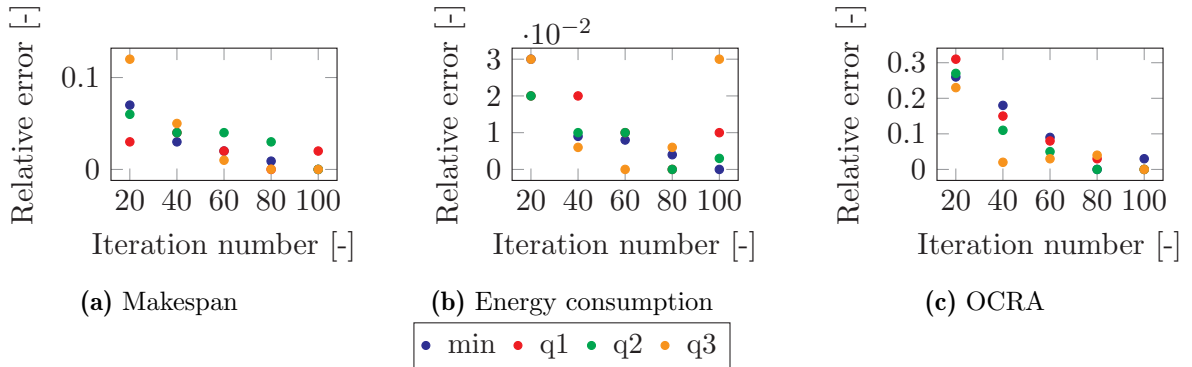 Relative error [-]
0.1
0
20 40 60 80 100
Iteration number [-]
(a) Makespan
Relative error [-]
·10−2
3
2
1
0
20 40 60 80 100
Iteration number [-]
(b) Energy consumption
Relative error [-]
0.3
0.2
0.1
0
20 40 60 80 100
Iteration number [-]
(c) OCRA
min q1 q2 q3